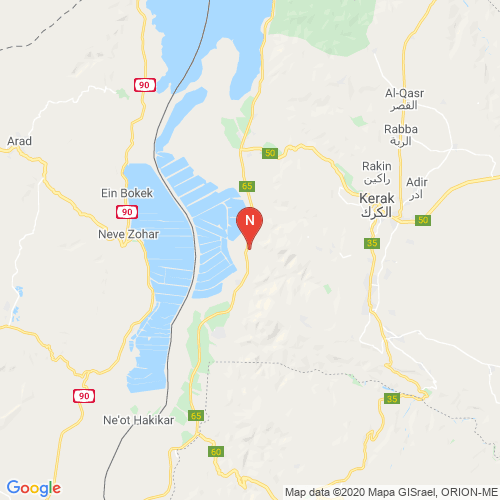 90
Al-Qasr
القصر
Rabba
الربة
Arad
50
Rakin
راكين
Adir
ادر
65
Ein Bokek
Kerak
الكرك
90
N
50
Neve Zohar
35
90
35
Ne'ot Hakikar
65
60
Google
Map data ©2020 Mapa GISrael, ORION-ME